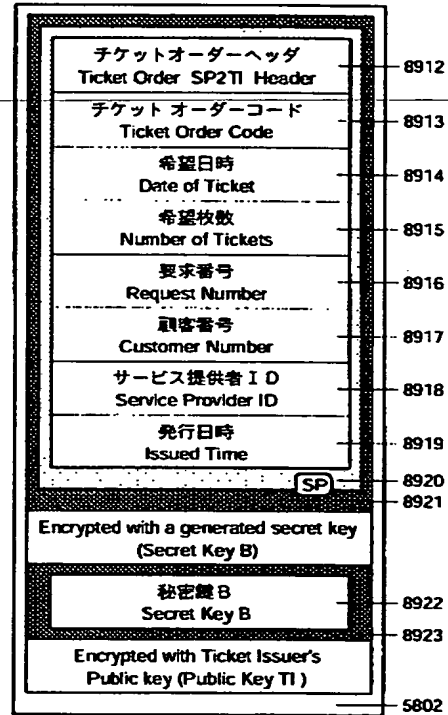 チケットオーダーヘッダ
Ticket Order SP2TI Header
8912
チケット オーダーコード
Ticket Order Code
8913
希望日時
Date of Ticket
8914
希望枚数
Number of Tickets
8915
要求番号
Request Number
8916
顧客番号
Customer Number
8917
サービス提供者ID
Service Provider ID
8918
発行日時
Issued Time
8919
SP
8920
8921
Encrypted with a generated secret key
(Secret Key B)
秘密鍵B
Secret Key B
8922
8923
Encrypted with Ticket Issuer's
Public key (Public Key TI )
5802